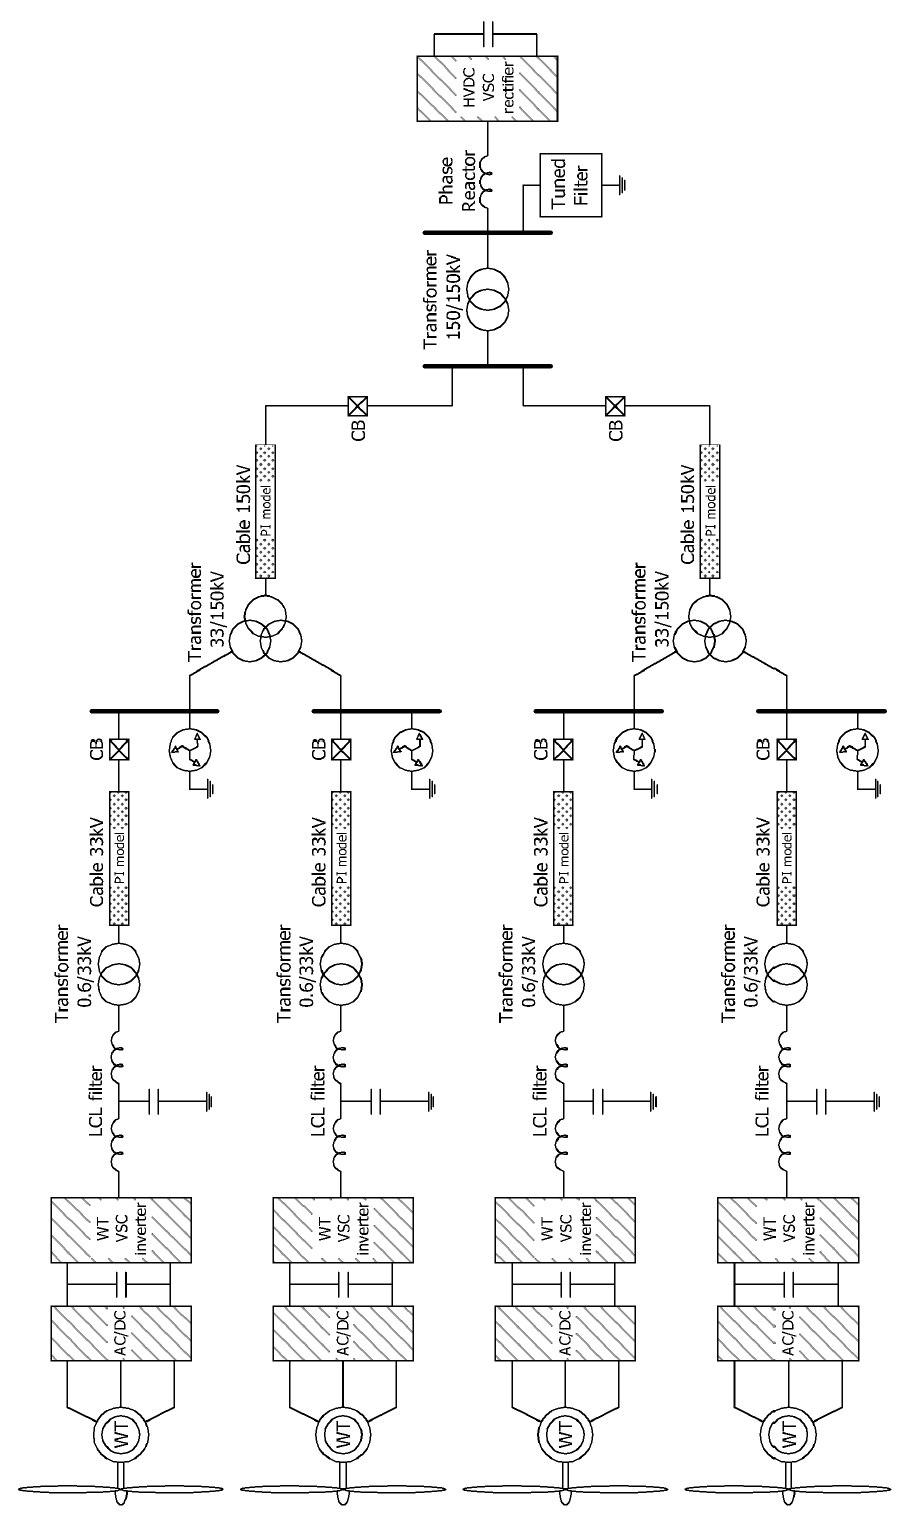 HVDC
VSC
rectifier
Phase
Reactor
Tuned
Filter
Transformer
150/150kV
CB
CB
Cable 150kV
PI model
Cable 150kV
PI model
Transformer
33/150kV
Transformer
33/150kV
CB
CB
CB
CB
Cable 33kV
PI model
Cable 33kV
PI model
Cable 33kV
PI model
Cable 33kV
PI model
Transformer
0.6/33kV
Transformer
0.6/33kV
Transformer
0.6/33kV
Transformer
0.6/33kV
LCL filter
LCL filter
LCL filter
LCL filter
WT
VSC
inverter
WT
VSC
inverter
WT
VSC
inverter
WT
VSC
inverter
AC/DC
AC/DC
AC/DC
AC/DC
WT
WT
WT
WT